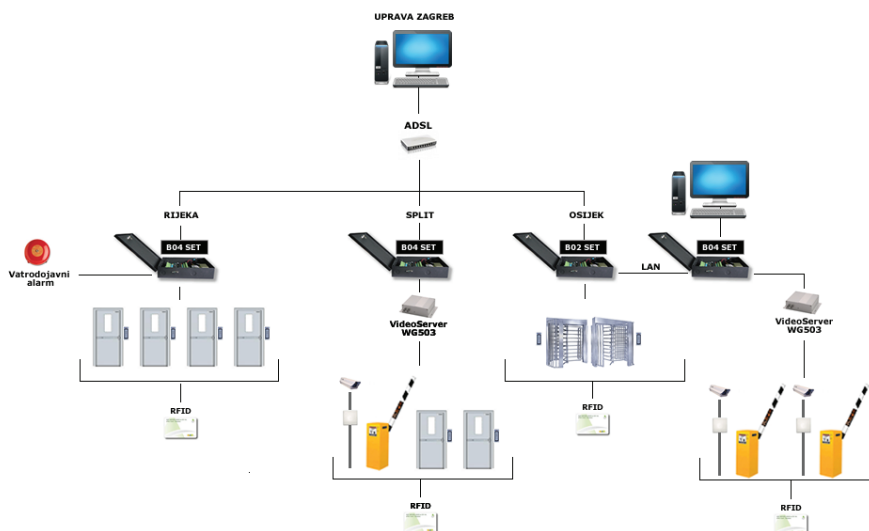 UPRAVA ZAGREB
ADSL
RIJEKA
SPLIT
OSIJEK
B04 SET
B04 SET
B02 SET
B04 SET
LAN
Vatrodojavni
alarm
VideoServer
WG503
VideoServer
WG503
RFID
RFID
RFID
RFID